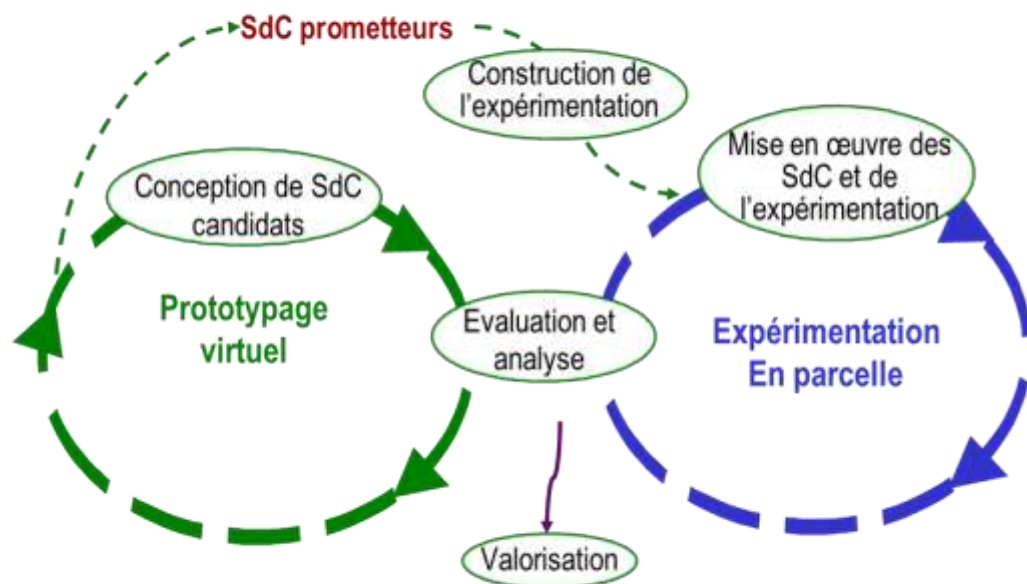 SdC prometteurs
Construction de
l'expérimentation
Mise en œuvre des
SdC et de
l'expérimentation
Conception de SdC
candidats
Prototypage
virtuel
Evaluation et
analyse
Expérimentation
En parcelle
Valorisation